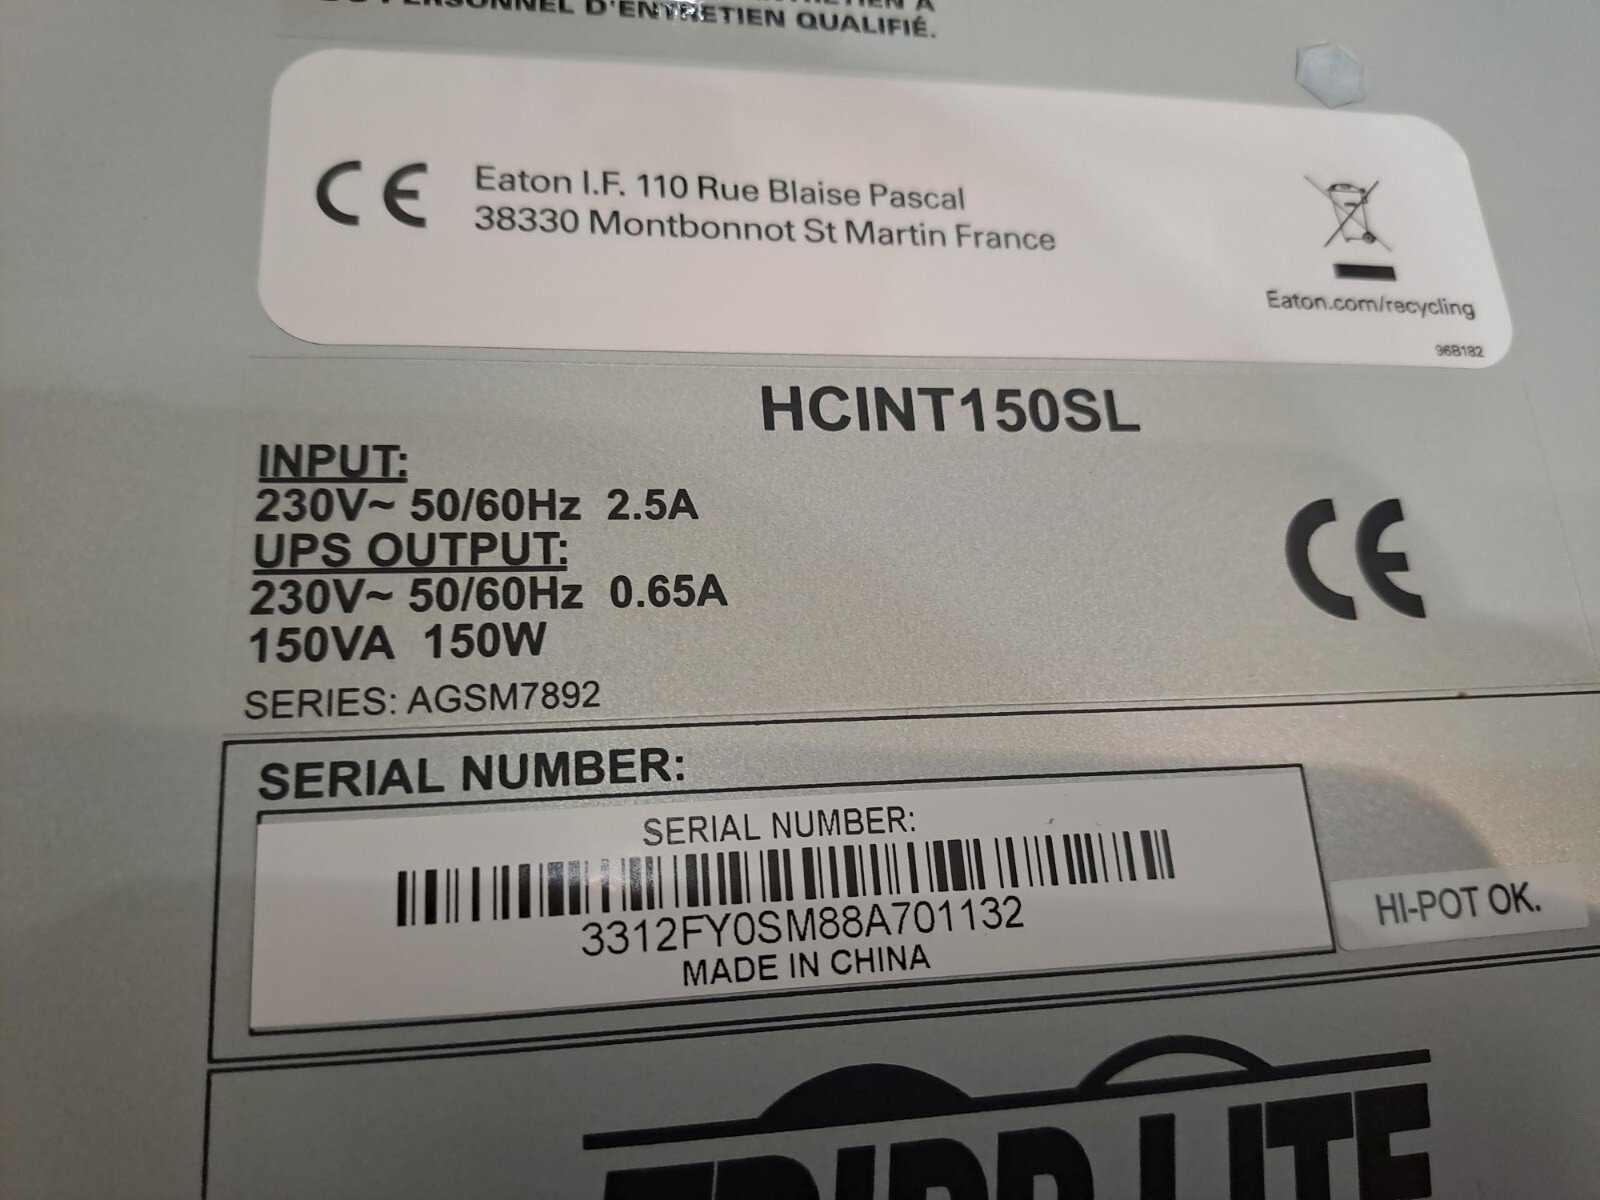 PERSONNEL D'ENTRETIEN QUALIFIÉ.
CE
Eaton I.F. 110 Rue Blaise Pascal
38330 Montbonnot St Martin France
Eaton.com/recycling
96B182
HCINT150SL
INPUT:
230V~ 50/60Hz 2.5A
UPS OUTPUT:
230V~ 50/60Hz 0.65A
150VA 150W
CE
SERIES: AGSM7892
SERIAL NUMBER:
SERIAL NUMBER:
3312FY0SM88A701132
MADE IN CHINA
HI-POT OK.
TRIPP LITE